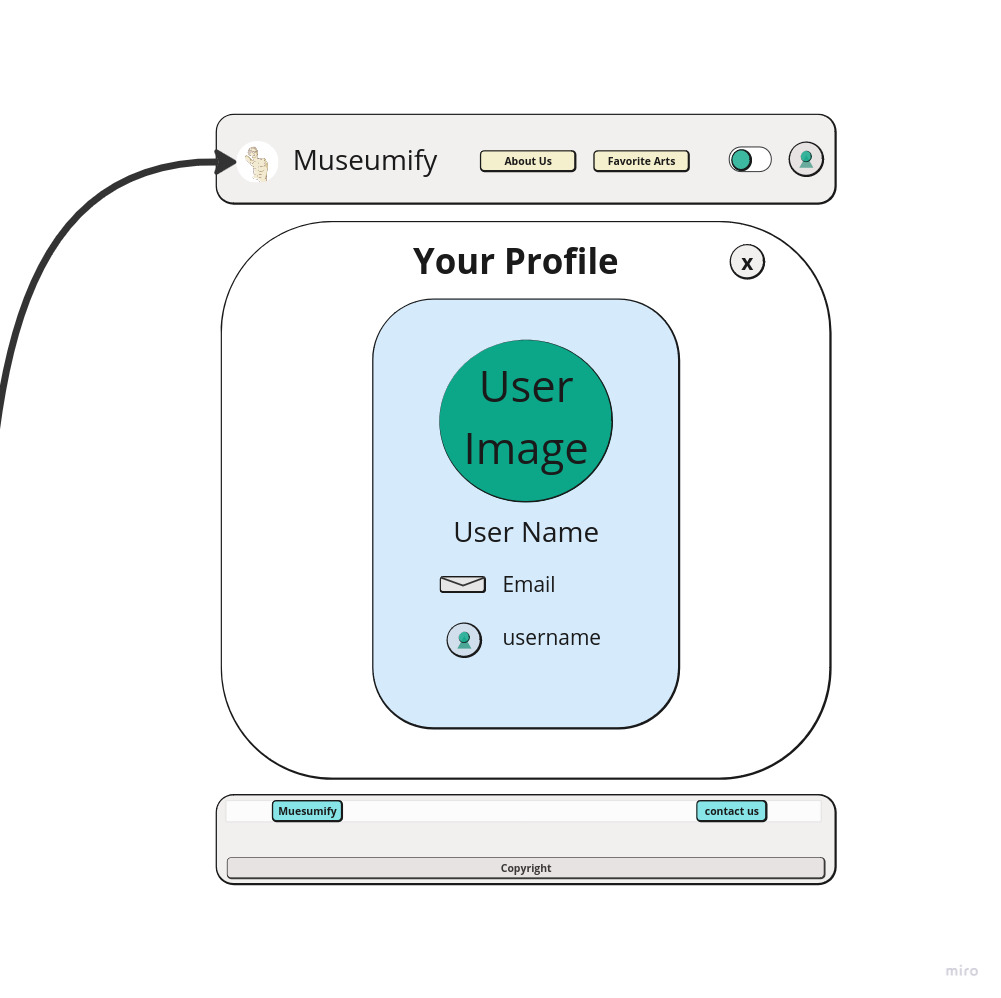 Museumify
About Us
Favorite Arts
Your Profile
x
User
Image
User Name
Email
username
Muesumify
contact us
Copyright
miro